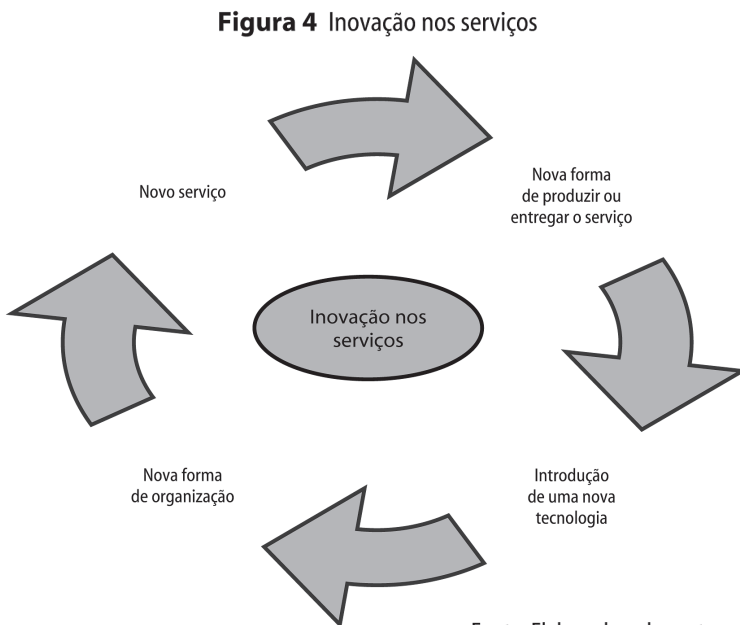 Figura 4 Inovação nos serviços
Novo serviço
Nova forma
de produzir ou
entregar o serviço
Inovação nos
serviços
Nova forma
de organização
Introdução
de uma nova
tecnologia